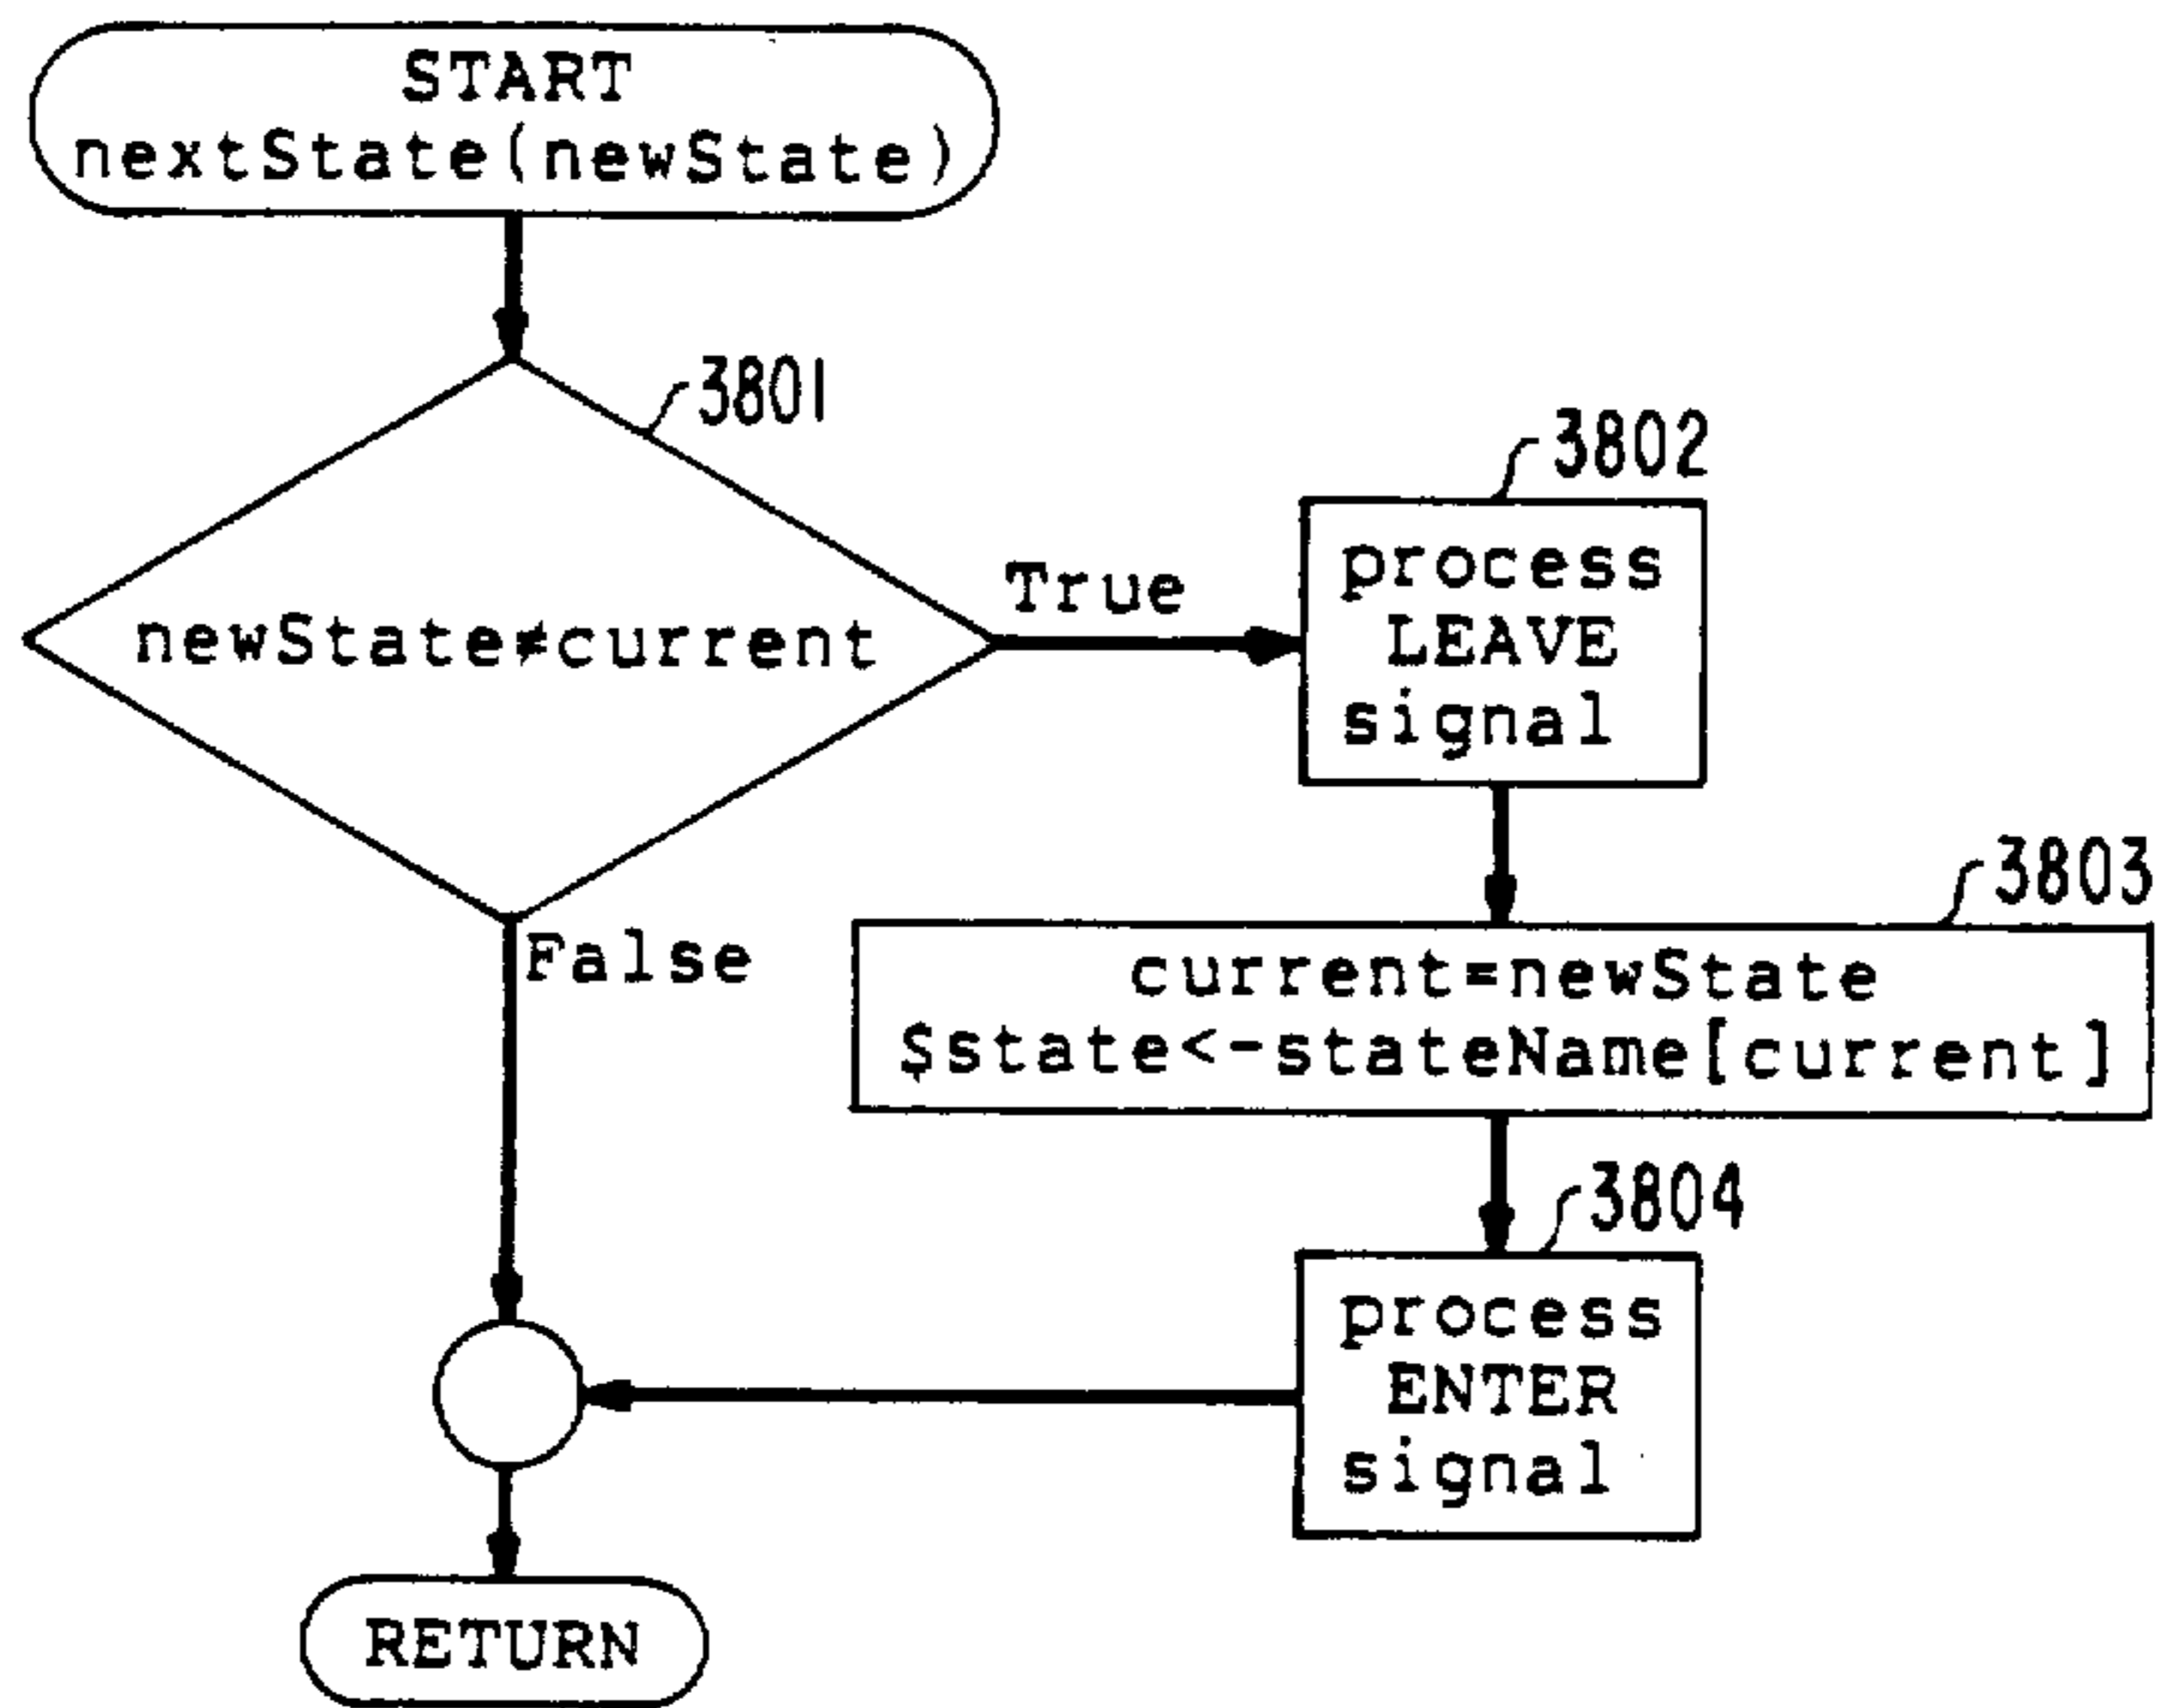 START
nextState(newState)
3801
newState≠current
True
3802
process
LEAVE
signal
False
3803
current=newState
$state<-stateName[current]
3804
process
ENTER
signal
RETURN